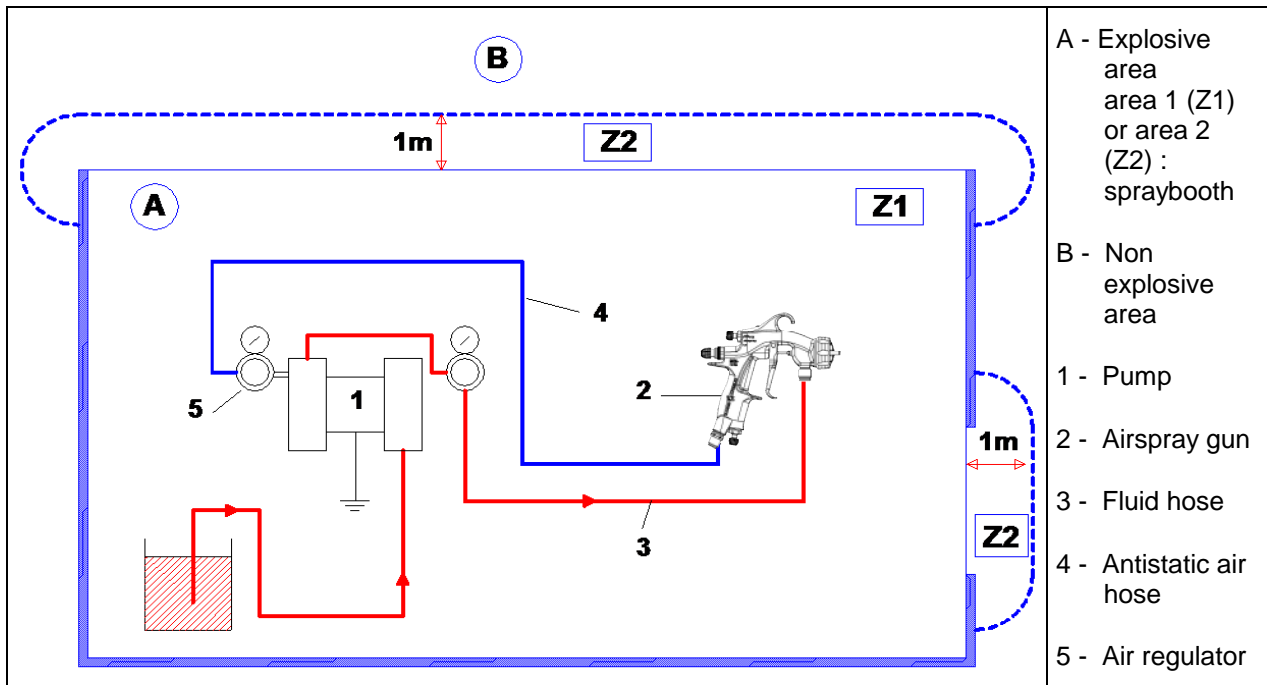 B
1m
Z2
A
Z1
4
5
1
2
1m
3
Z2
A - Explosive
area
area 1 (Z1)
or area 2
(Z2) :
spraybooth
B - Non
explosive
area
1 - Pump
2 - Airspray gun
3 - Fluid hose
4 - Antistatic air
hose
5 - Air regulator